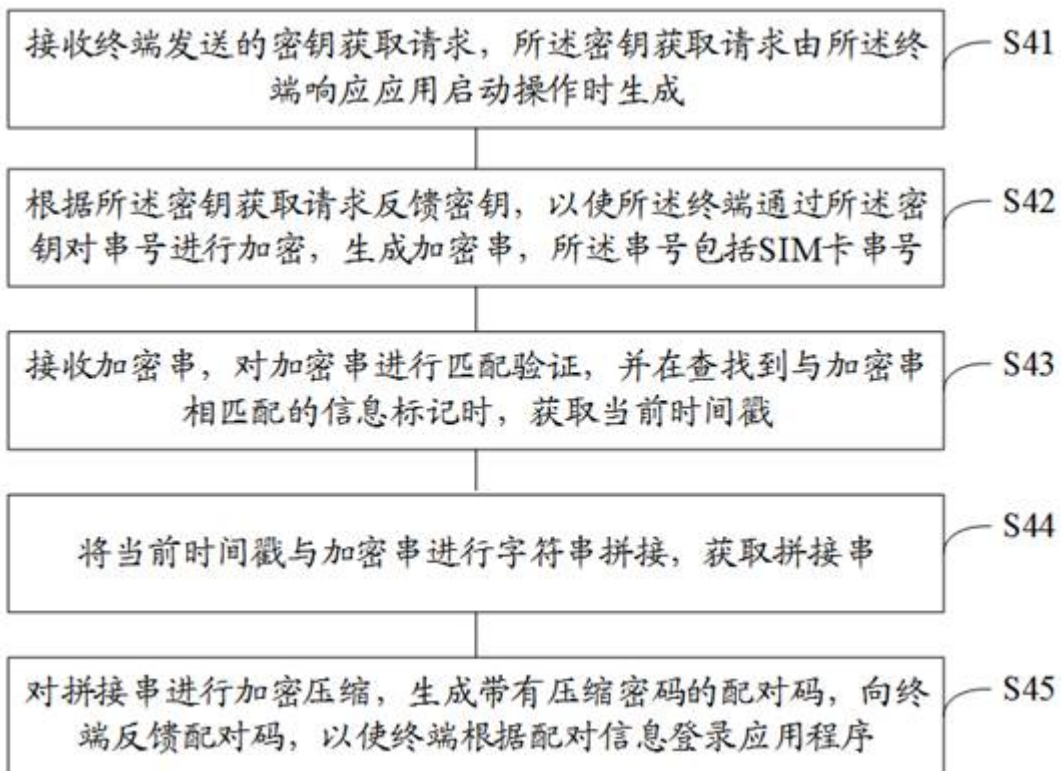 接收终端发送的密钥获取请求，所述密钥获取请求由所述终
端响应应用启动操作时生成
S41
根据所述密钥获取请求反馈密钥，以使所述终端通过所述密
钥对串号进行加密，生成加密串，所述串号包括SIM卡串号
S42
接收加密串，对加密串进行匹配验证，并在查找到与加密串
相匹配的信息标记时，获取当前时间戳
S43
将当前时间戳与加密串进行字符串拼接，获取拼接串
S44
对拼接串进行加密压缩，生成带有压缩密码的配对码，向终
端反馈配对码，以使终端根据配对信息登录应用程序
S45